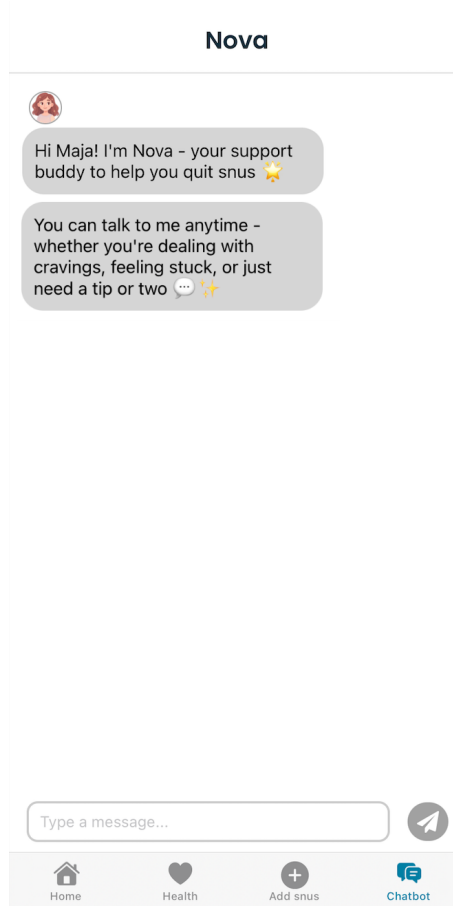 Nova
Hi Maja! I'm Nova - your support
buddy to help you quit snus 🌟
You can talk to me anytime -
whether you're dealing with
cravings, feeling stuck, or just
need a tip or two 💬✨
Type a message...
Home
Health
Add snus
Chatbot